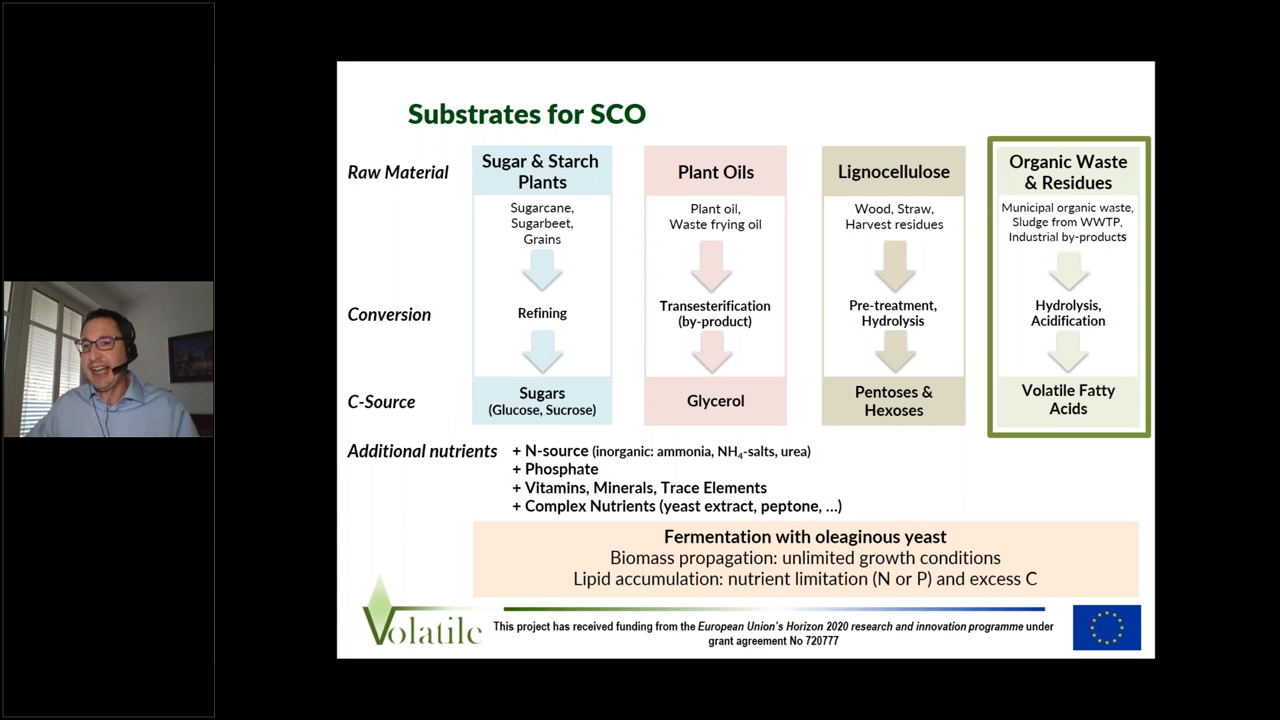 Substrates for SCO
Raw Material
Sugar & Starch
Plants
Sugarcane,
Sugarbeet,
Grains
Plant Oils
Plant oil,
Waste frying oil
Lignocellulose
Wood, Straw,
Harvest residues
Organic Waste
& Residues
Municipal organic waste,
Sludge from WWTP,
Industrial by-products
Conversion
Refining
Transesterification
(by-product)
Pre-treatment,
Hydrolysis
Hydrolysis,
Acidification
C-Source
Sugars
(Glucose, Sucrose)
Glycerol
Pentoses &
Hexoses
Volatile Fatty
Acids
Additional nutrients
+ N-source (inorganic: ammonia, NH₄-salts, urea)
+ Phosphate
+ Vitamins, Minerals, Trace Elements
+ Complex Nutrients (yeast extract, peptone, ...)
Fermentation with oleaginous yeast
Biomass propagation: unlimited growth conditions
Lipid accumulation: nutrient limitation (N or P) and excess C
Volatile
This project has received funding from the European Union's Horizon 2020 research and innovation programme under
grant agreement No 720777